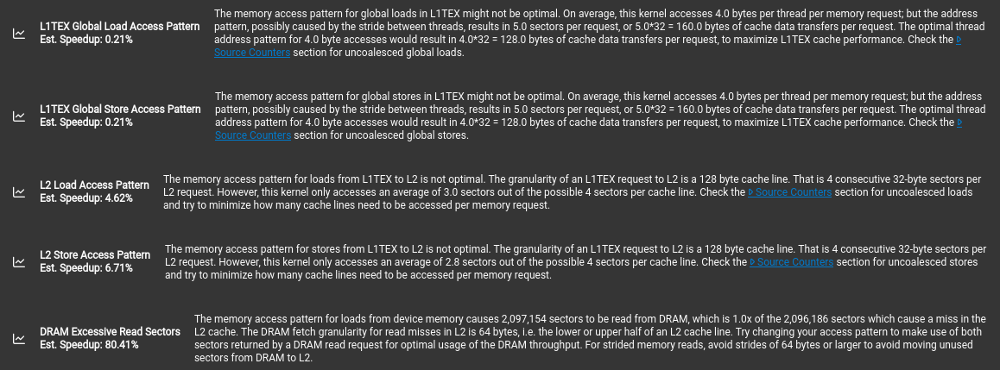 L1TEX Global Load Access Pattern
Est. Speedup: 0.21%
The memory access pattern for global loads in L1TEX might not be optimal. On average, this kernel accesses 4.0 bytes per thread per memory request; but the address
pattern, possibly caused by the stride between threads, results in 5.0 sectors per request, or 5.0*32 = 160.0 bytes of cache data transfers per request. The optimal thread
address pattern for 4.0 byte accesses would result in 4.0*32 = 128.0 bytes of cache data transfers per request, to maximize L1TEX cache performance. Check the
Source Counters section for uncoalesced global loads.
L1TEX Global Store Access Pattern
Est. Speedup: 0.21%
The memory access pattern for global stores in L1TEX might not be optimal. On average, this kernel accesses 4.0 bytes per thread per memory request; but the address
pattern, possibly caused by the stride between threads, results in 5.0 sectors per request, or 5.0*32 = 160.0 bytes of cache data transfers per request. The optimal thread
address pattern for 4.0 byte accesses would result in 4.0*32 = 128.0 bytes of cache data transfers per request, to maximize L1TEX cache performance. Check the
Source Counters section for uncoalesced global stores.
L2 Load Access Pattern
Est. Speedup: 4.62%
The memory access pattern for loads from L1TEX to L2 is not optimal. The granularity of an L1TEX request to L2 is a 128 byte cache line. That is 4 consecutive 32-byte sectors per
L2 request. However, this kernel only accesses an average of 3.0 sectors out of the possible 4 sectors per cache line. Check the Source Counters section for uncoalesced loads
and try to minimize how many cache lines need to be accessed per memory request.
L2 Store Access Pattern
Est. Speedup: 6.71%
The memory access pattern for stores from L1TEX to L2 is not optimal. The granularity of an L1TEX request to L2 is a 128 byte cache line. That is 4 consecutive 32-byte sectors per
L2 request. However, this kernel only accesses an average of 2.8 sectors out of the possible 4 sectors per cache line. Check the Source Counters section for uncoalesced stores
and try to minimize how many cache lines need to be accessed per memory request.
DRAM Excessive Read Sectors
Est. Speedup: 80.41%
The memory access pattern for loads from device memory causes 2,097,154 sectors to be read from DRAM, which is 1.0x of the 2,096,186 sectors which cause a miss in the
L2 cache. The DRAM fetch granularity for read misses in L2 is 64 bytes, i.e. the lower or upper half of an L2 cache line. Try changing your access pattern to make use of both
sectors returned by a DRAM read request for optimal usage of the DRAM throughput. For strided memory reads, avoid strides of 64 bytes or larger to avoid moving unused
sectors from DRAM to L2.